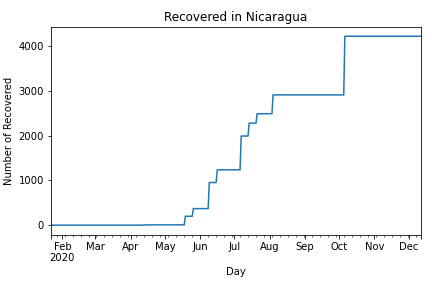 Recovered in Nicaragua
Number of Recovered
4000
3000
2000
1000
0
Feb Mar Apr May Jun Jul Aug Sep Oct Nov Dec
2020
Day